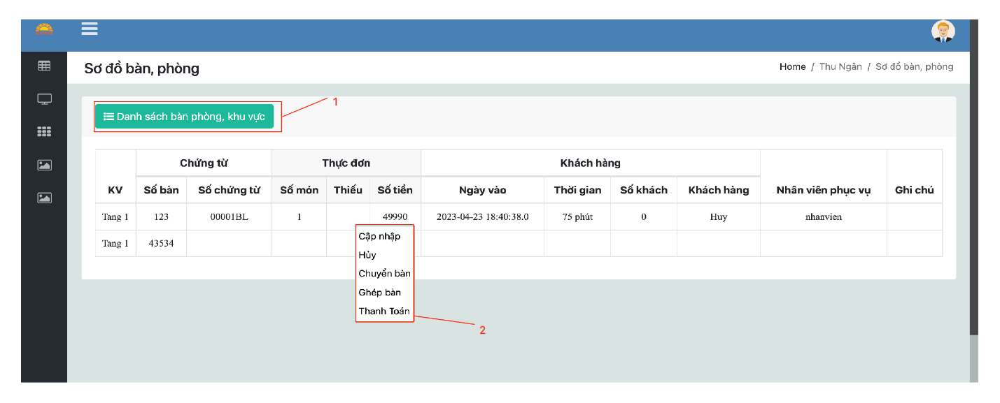 Sơ đồ bàn, phòng
Home / Thu Ngân / Sơ đồ bàn, phòng
1
Danh sách bàn phòng, khu vực
Chứng từ Thực đơn Khách hàng
KV Số bàn Số chứng từ Số món Thiếu Số tiền Ngày vào Thời gian Số khách Khách hàng Nhân viên phục vụ Ghi chú
Tang 1 123 00001BL 1 49990 2023-04-23 18:40:38.0 75 phút 0 Huy nhanvien
Tang 1 43534
Cập nhập
Hủy
Chuyển bàn
Ghép bàn
Thanh Toán
2